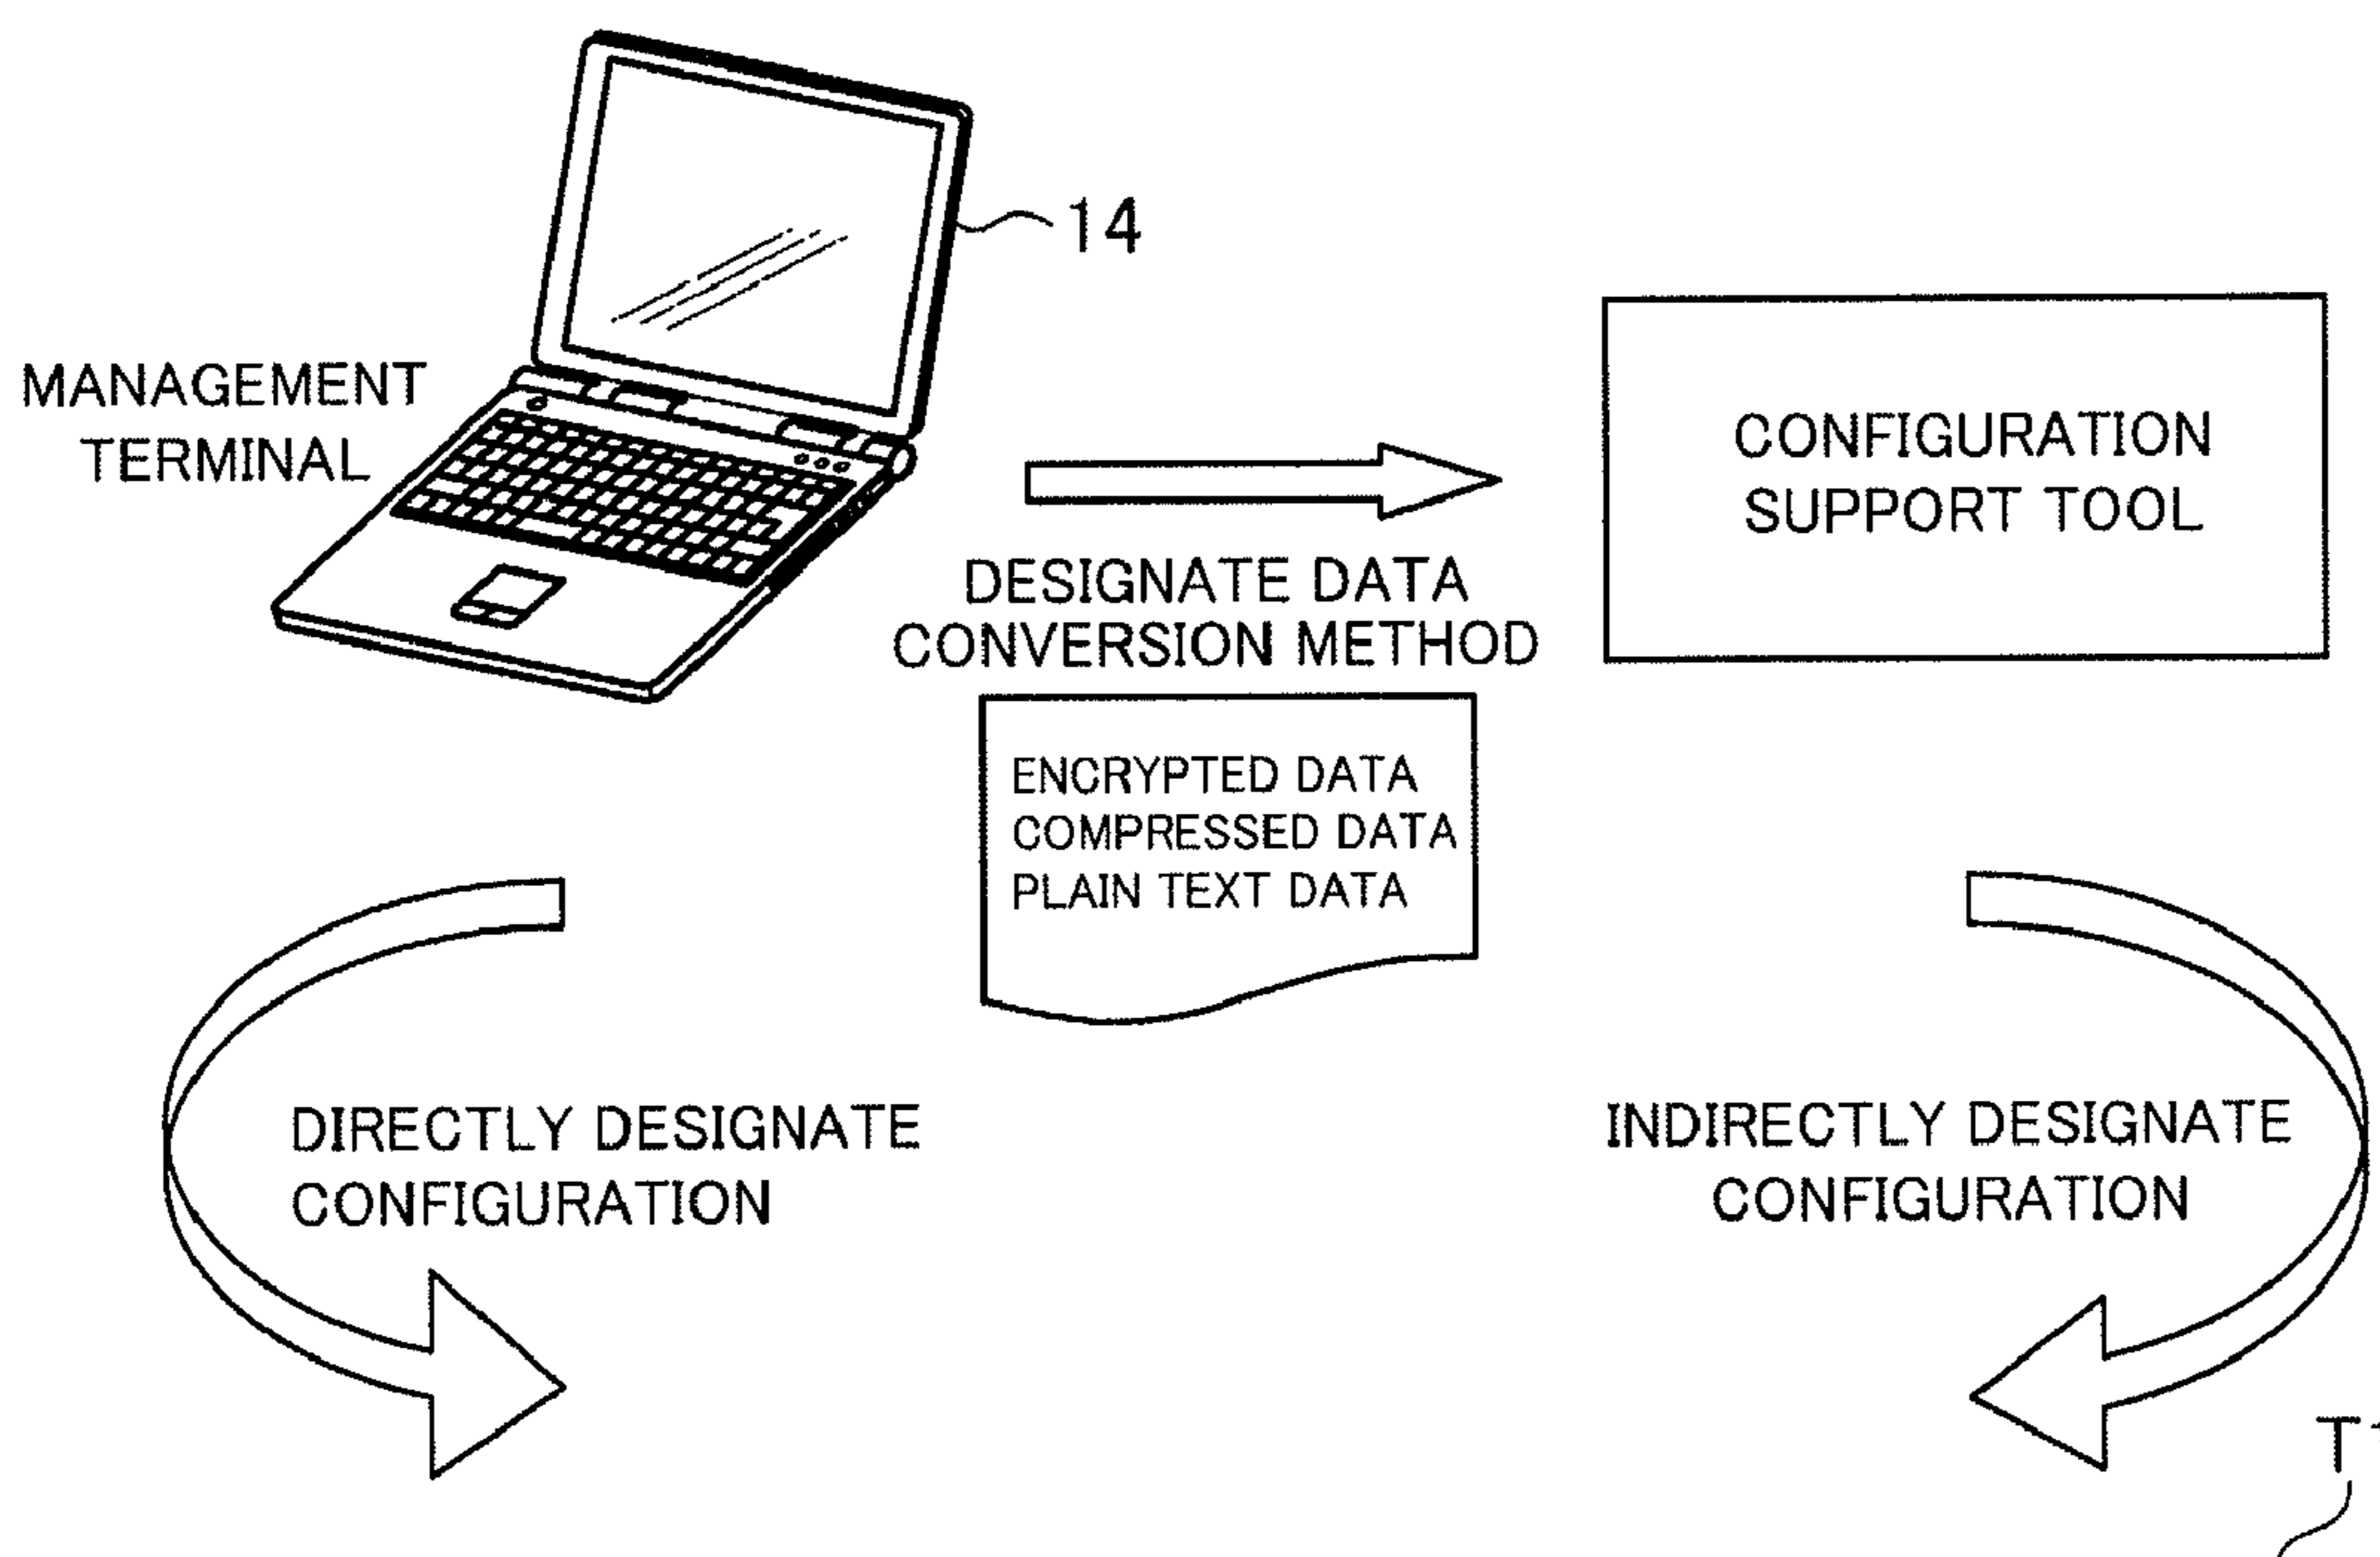 14
MANAGEMENT
TERMINAL
CONFIGURATION
SUPPORT TOOL
DESIGNATE DATA
CONVERSION METHOD
ENCRYPTED DATA
COMPRESSED DATA
PLAIN TEXT DATA
DIRECTLY DESIGNATE
CONFIGURATION
INDIRECTLY DESIGNATE
CONFIGURATION